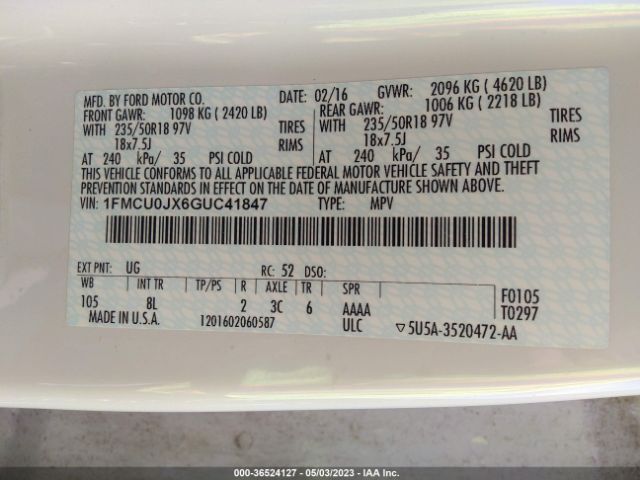 MFD. BY FORD MOTOR CO. DATE: 02/16 GVWR: 2096 KG ( 4620 LB)
FRONT GAWR: 1098 KG ( 2420 LB) REAR GAWR: 1006 KG ( 2218 LB)
WITH 235/50R18 97V TIRES WITH 235/50R18 97V TIRES
18x7.5J RIMS 18x7.5J RIMS
AT 240 kPa/ 35 PSI COLD AT 240 kPa/ 35 PSI COLD
THIS VEHICLE CONFORMS TO ALL APPLICABLE FEDERAL MOTOR VEHICLE SAFETY AND THEFT
PREVENTION STANDARDS IN EFFECT ON THE DATE OF MANUFACTURE SHOWN ABOVE.
VIN: 1FMCU0JX6GUC41847 TYPE: MPV
EXT PNT: UG RC: 52 DSO:
WB INT TR TP/PS R AXLE TR SPR F0105
105 8L 2 3C 6 AAAA T0297
MADE IN U.S.A. 1201602060587 ULC ▽5U5A-3520472-AA
000-36524127 - 05/03/2023 - IAA Inc.